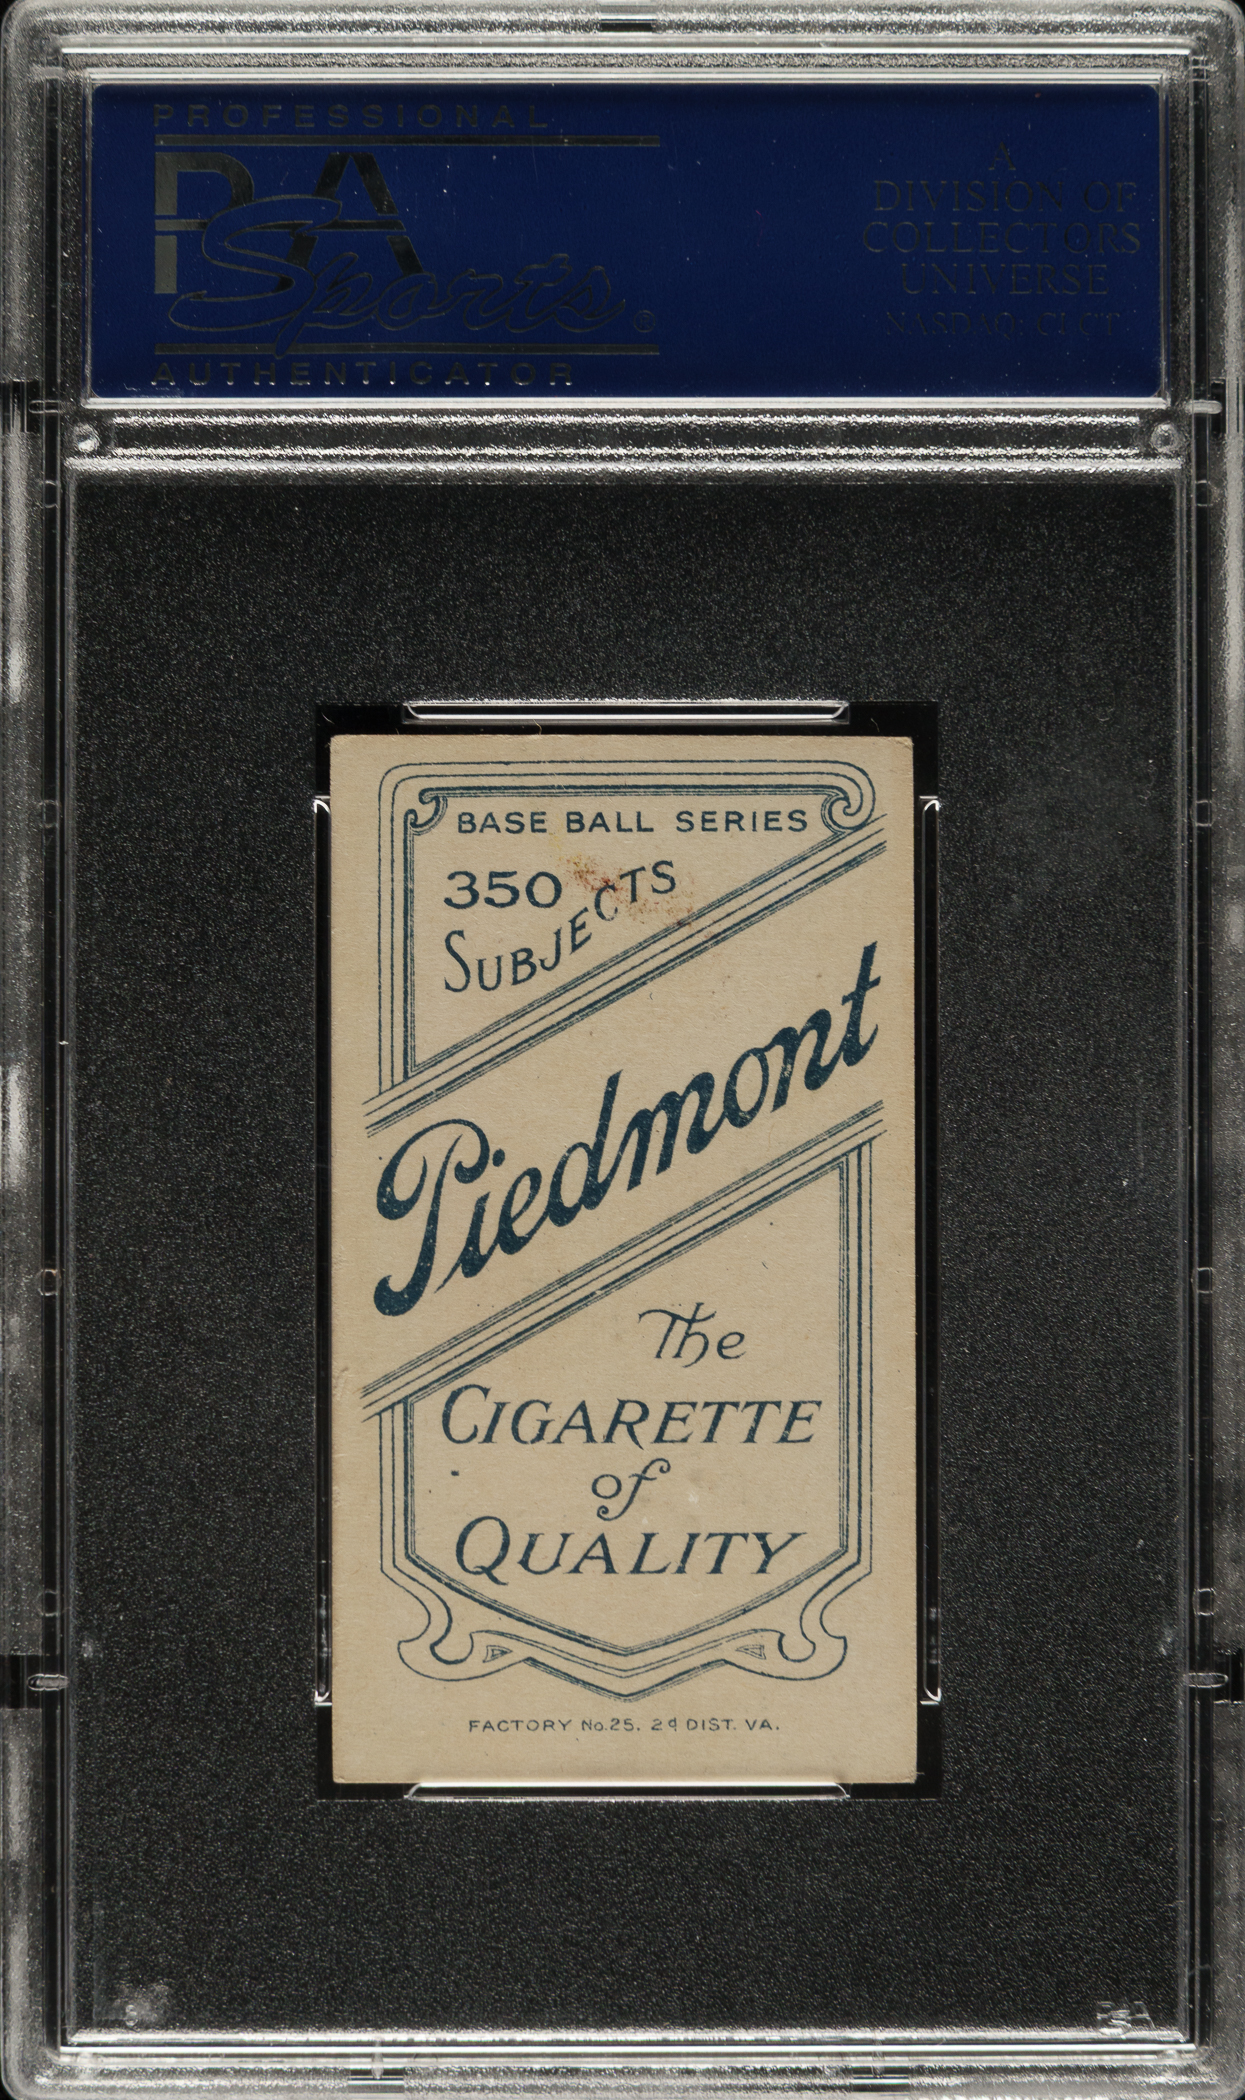 PROFESSIONAL
PSA
Sports®
AUTHENTICATOR
A
DIVISION OF
COLLECTORS
UNIVERSE
NASDAQ: CLCT
BASE BALL SERIES
350
SUBJECTS
Piedmont
The
CIGARETTE
of
QUALITY
FACTORY No.25. 2d DIST. VA.
PSA